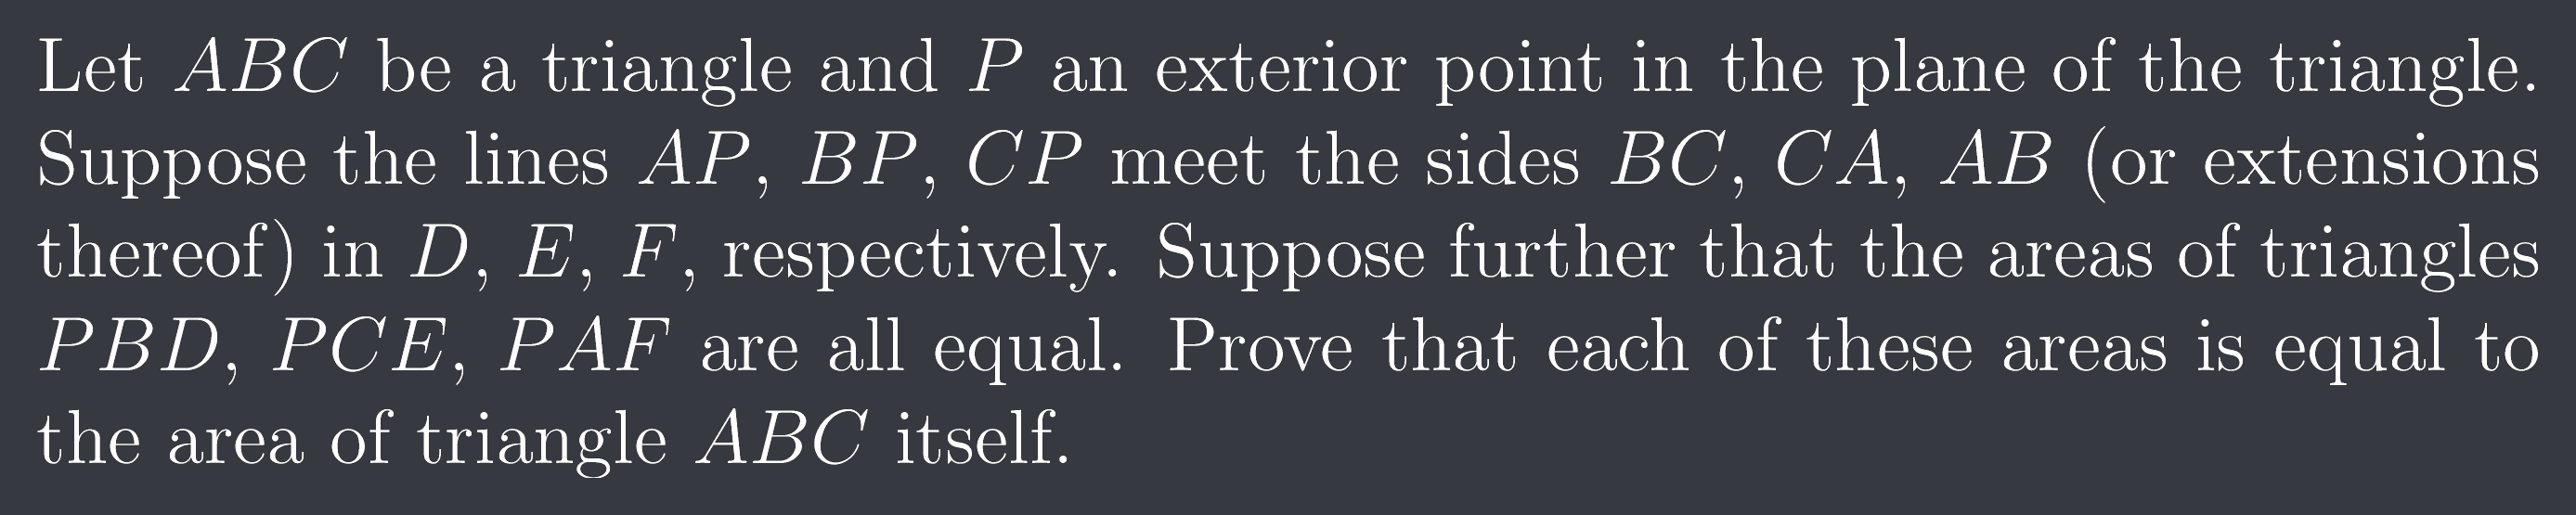 Let ABC be a triangle and P an exterior point in the plane of the triangle.
Suppose the lines AP, BP, CP meet the sides BC, CA, AB (or extensions
thereof) in D, E, F, respectively. Suppose further that the areas of triangles
PBD, PCE, PAF are all equal. Prove that each of these areas is equal to
the area of triangle ABC itself.